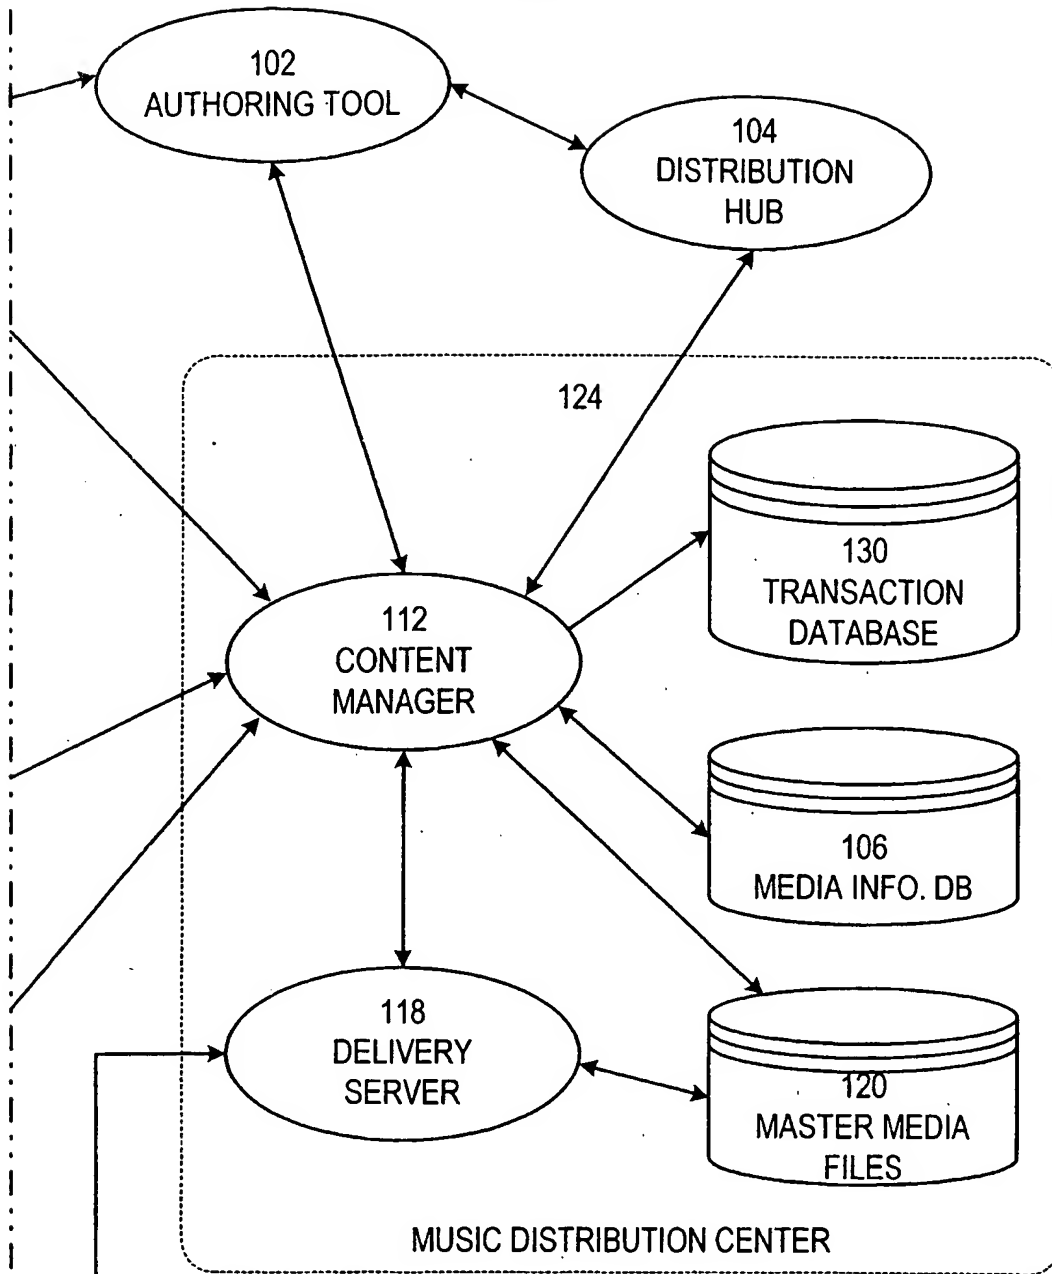 102
AUTHORING TOOL
104
DISTRIBUTION
HUB
124
130
TRANSACTION
DATABASE
112
CONTENT
MANAGER
106
MEDIA INFO. DB
118
DELIVERY
SERVER
120
MASTER MEDIA
FILES
MUSIC DISTRIBUTION CENTER